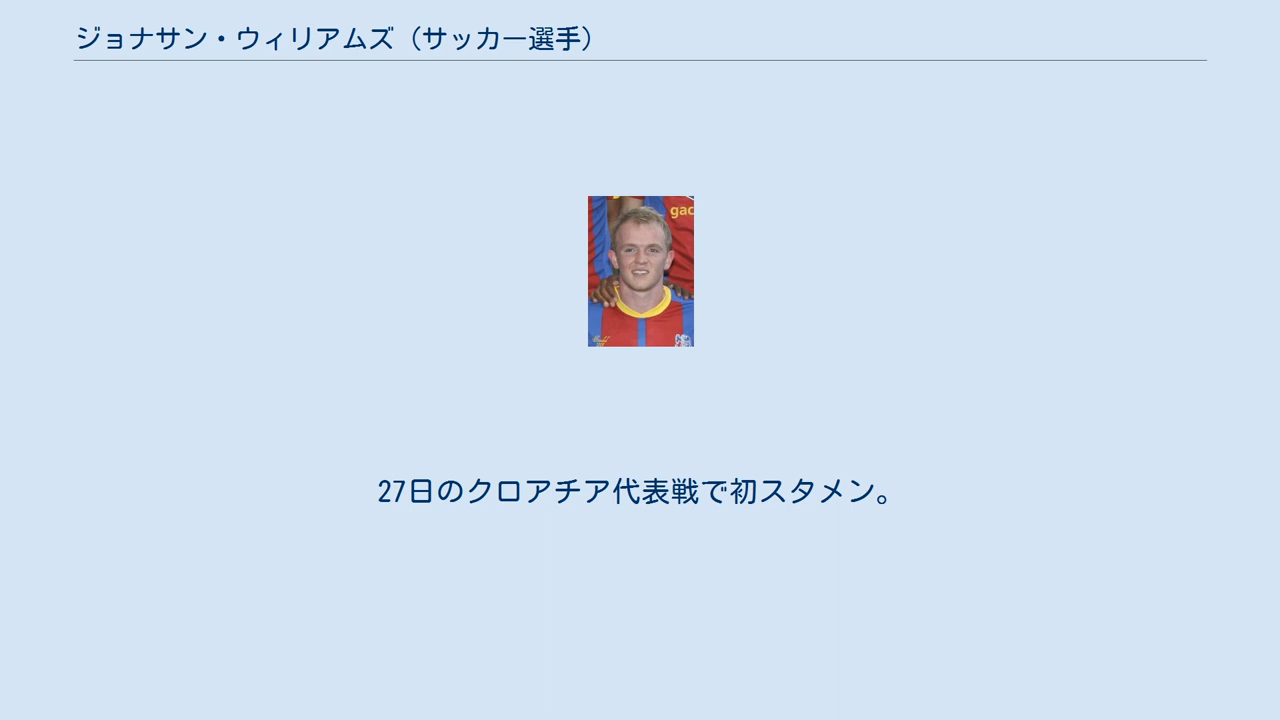 ジョナサン・ウィリアムズ（サッカー選手）
gac
27日のクロアチア代表戦で初スタメン。